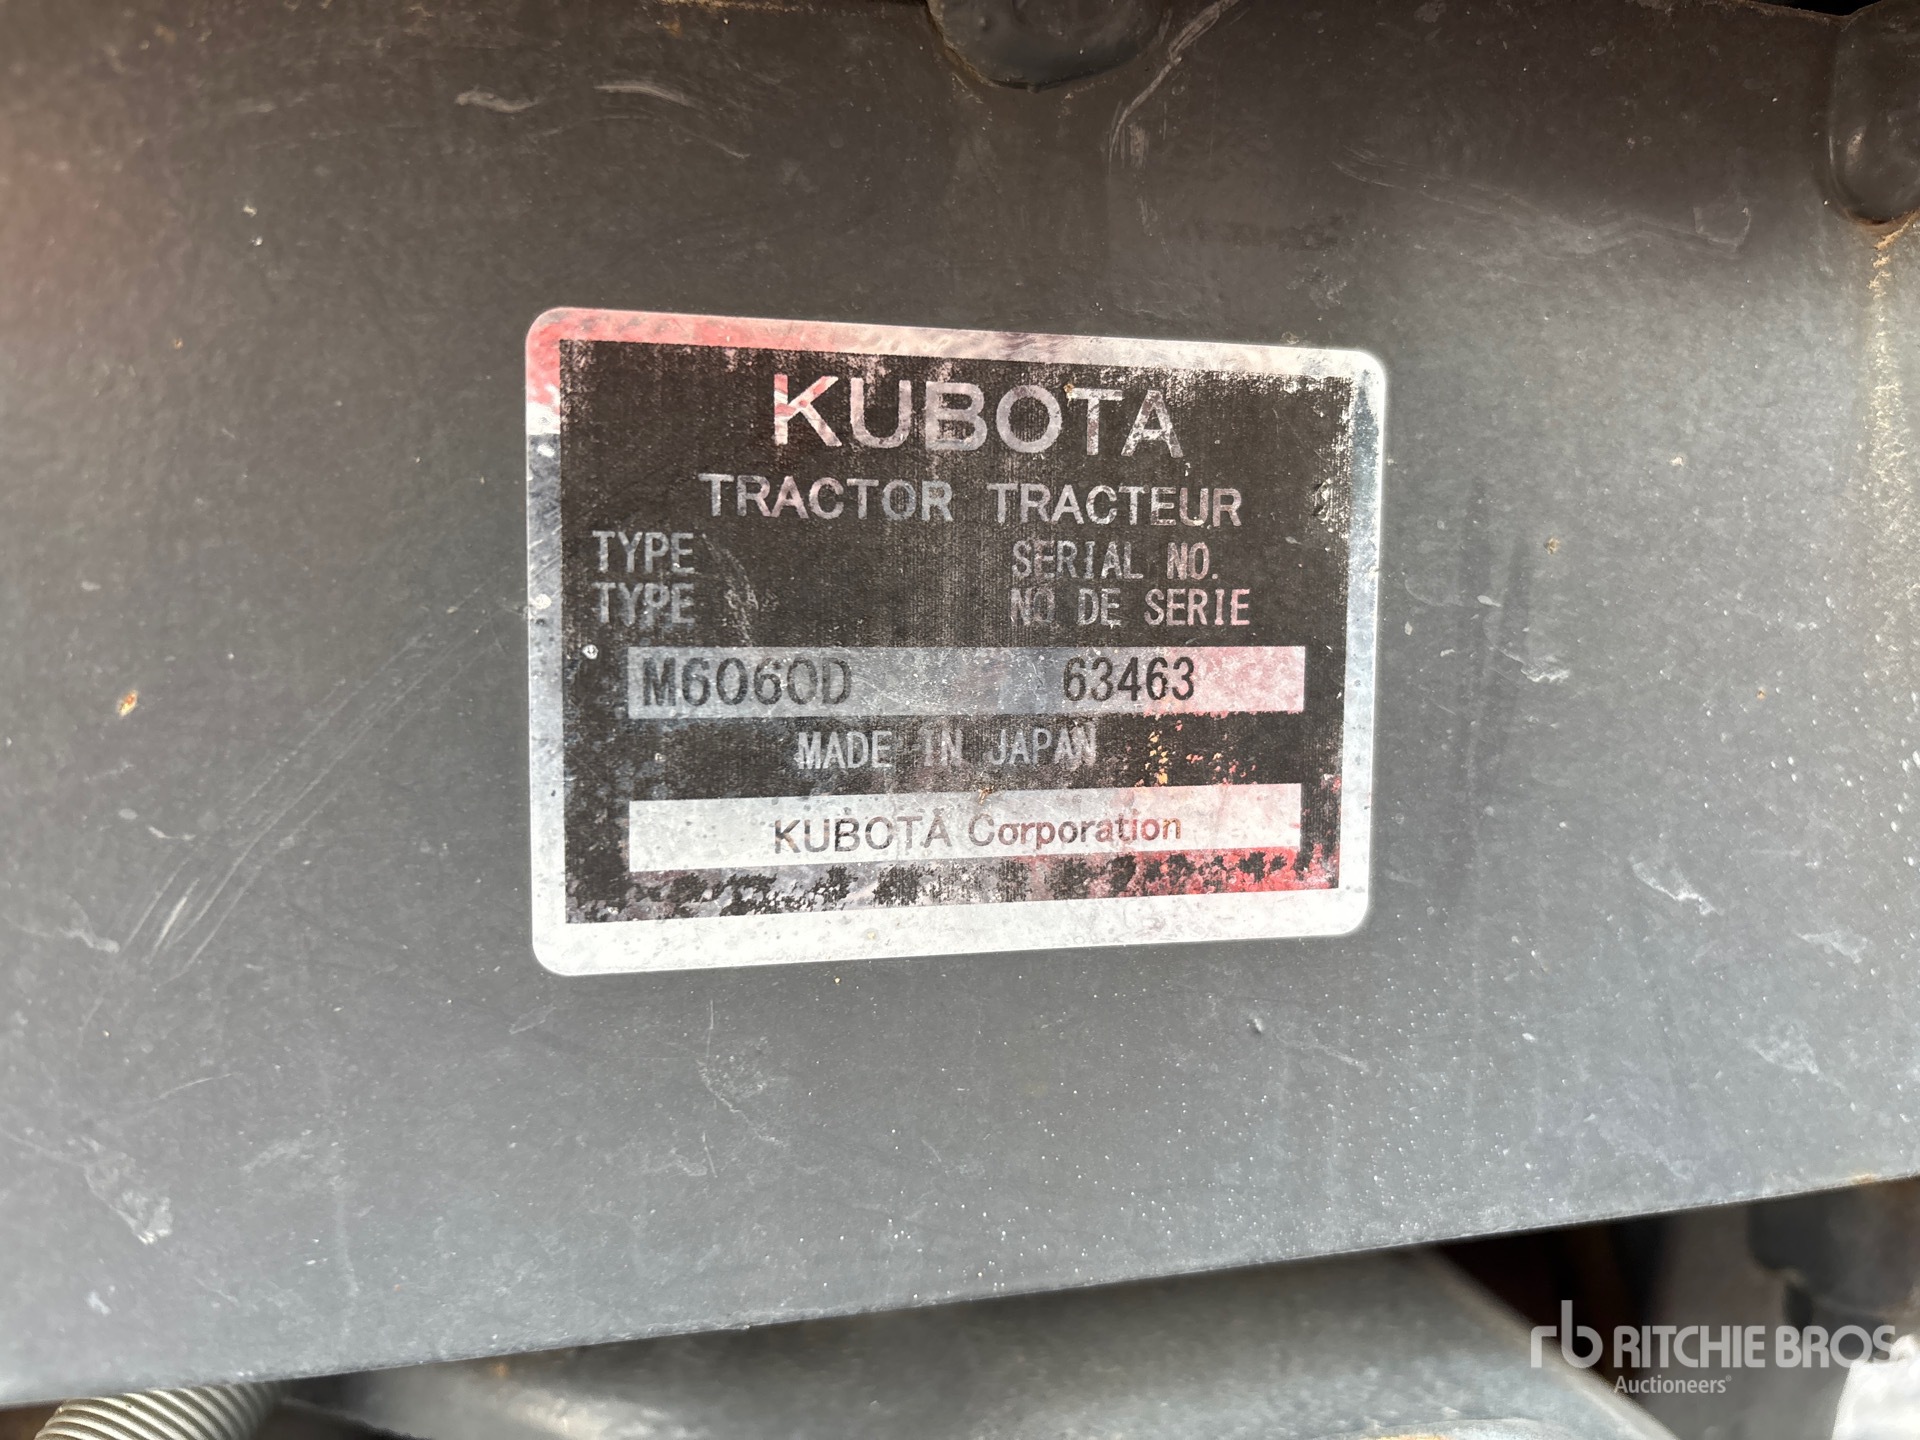 KUBOTA
TRACTOR TRACTEUR
TYPE SERIAL NO.
TYPE NO DE SERIE
M6060D 63463
MADE IN JAPAN
KUBOTA Corporation
rb RITCHIE BROS
Auctioneers